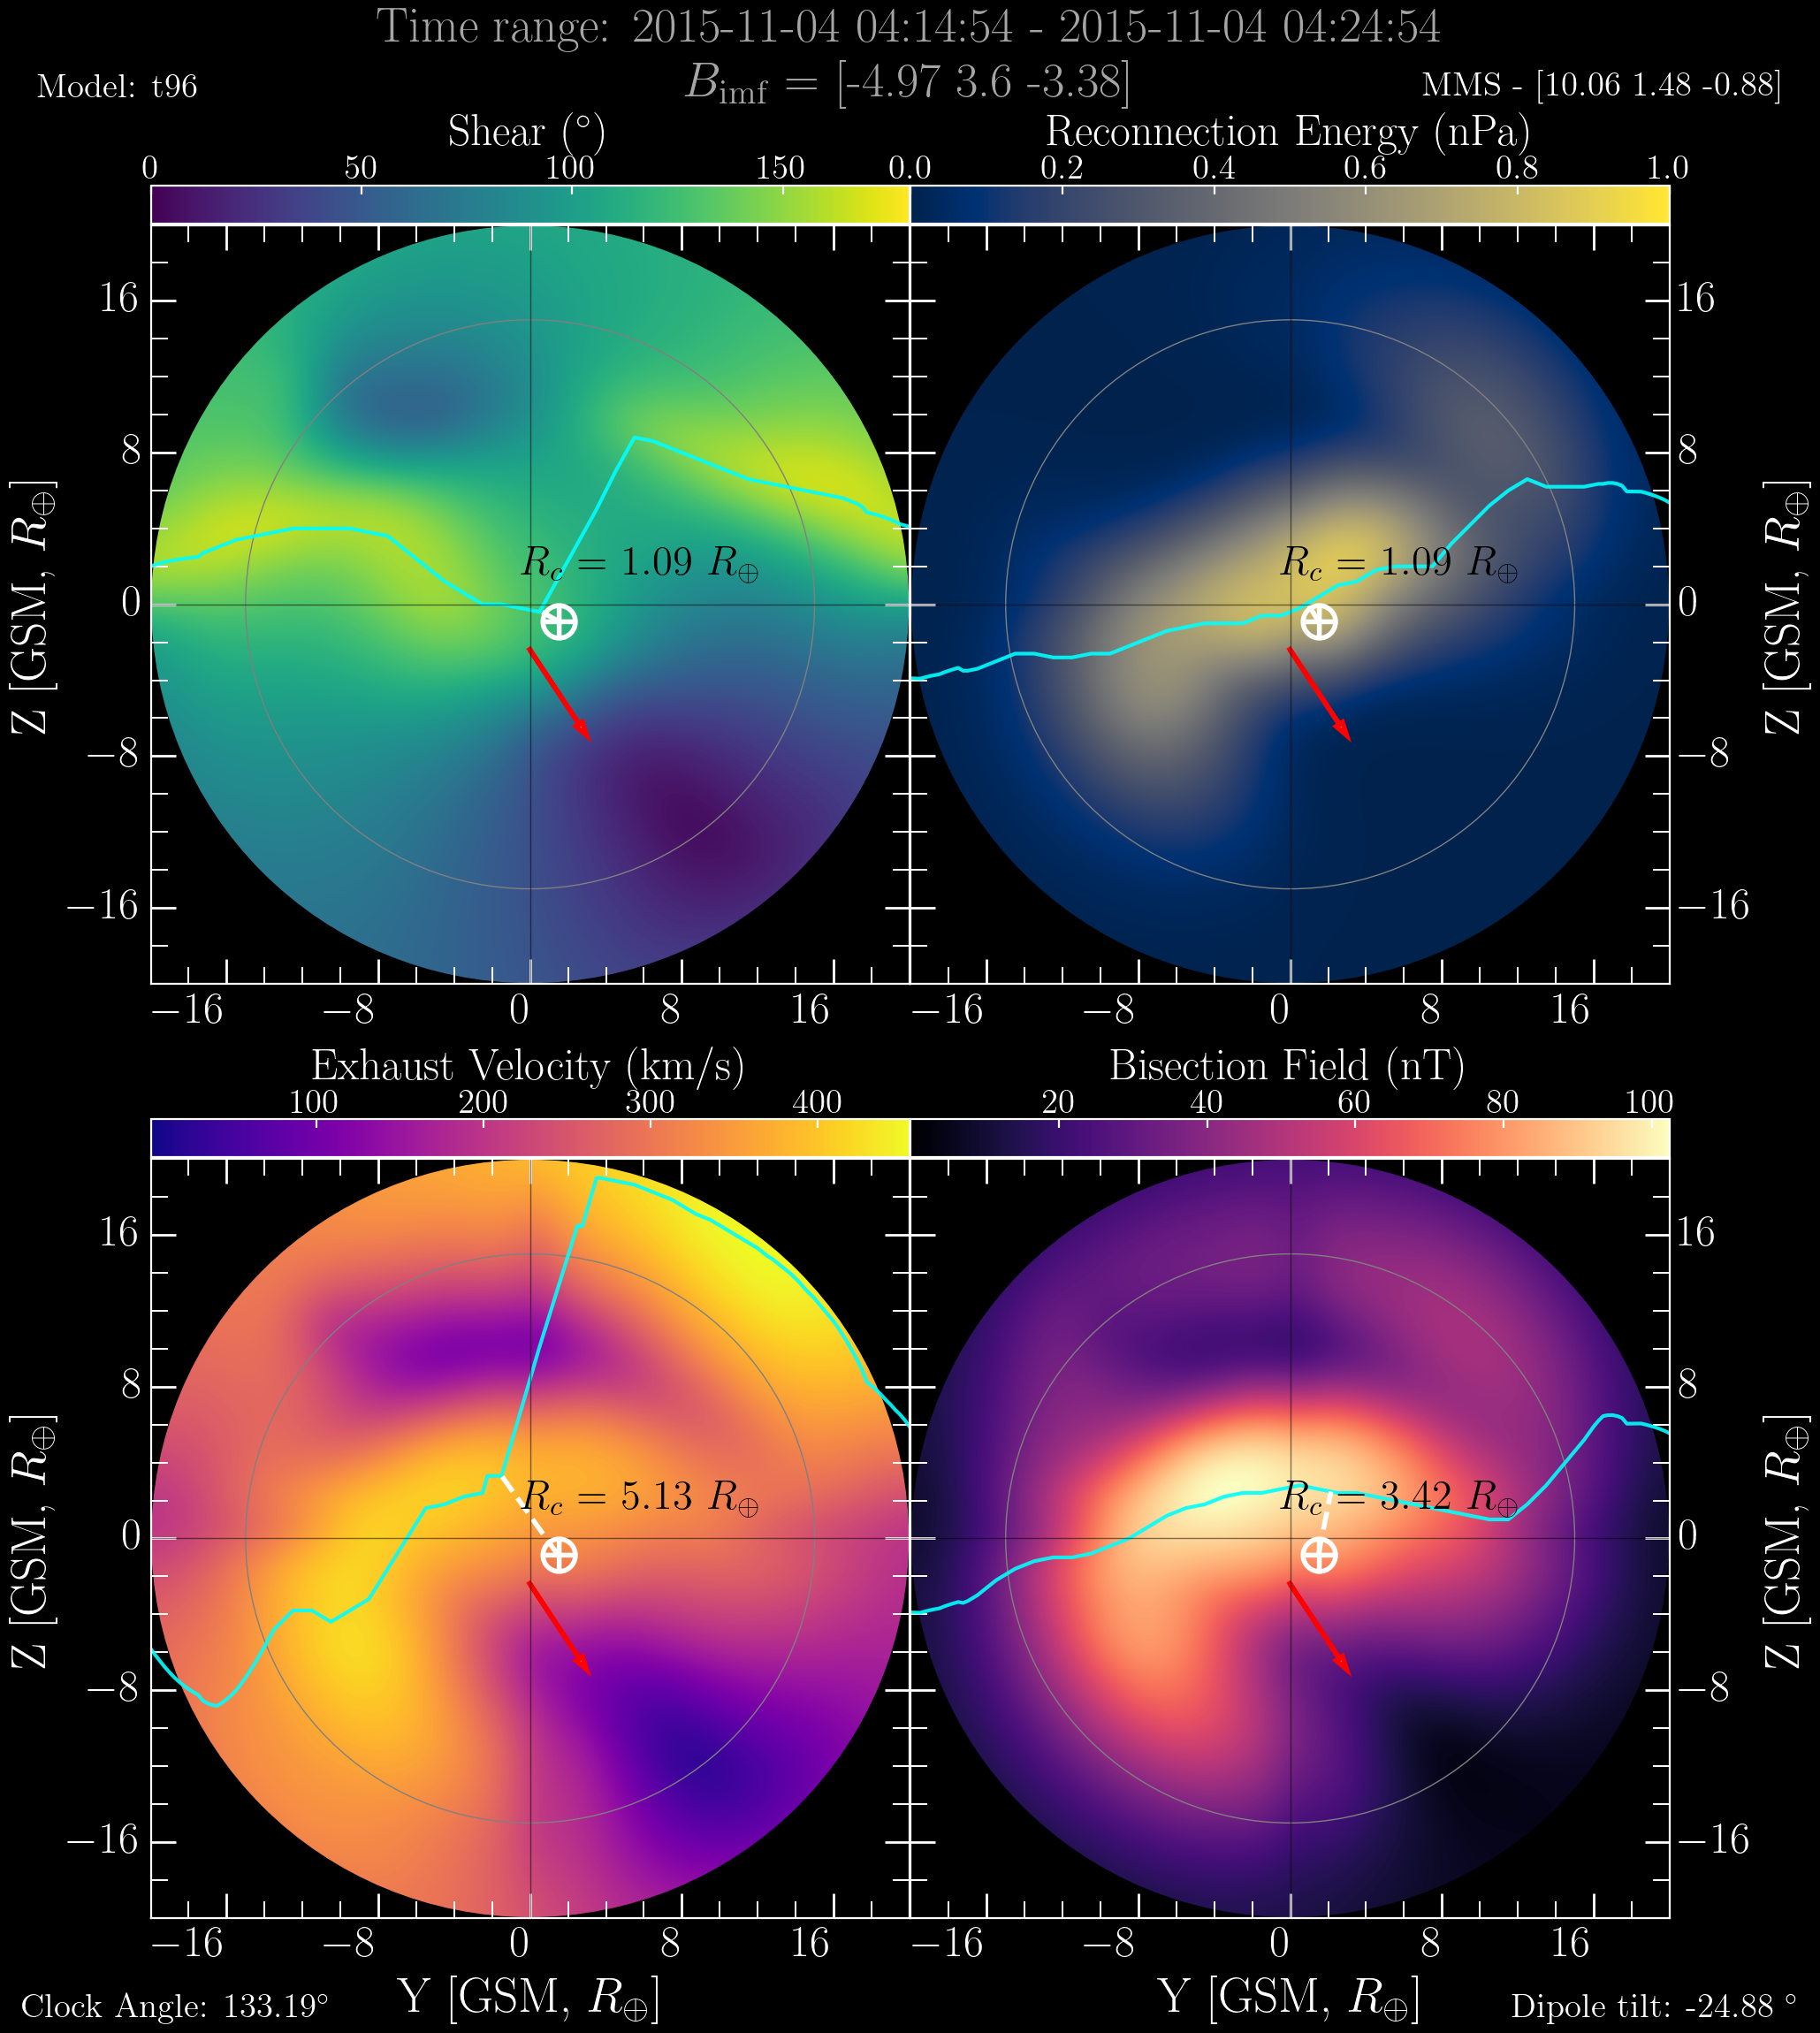 Time range: 2015-11-04 04:14:54 - 2015-11-04 04:24:54
Model: t96
B_imf = [-4.97 3.6 -3.38]
MMS - [10.06 1.48 -0.88]
Shear (°)
Reconnection Energy (nPa)
0 50 100 150
0.0 0.2 0.4 0.6 0.8 1.0
Z [GSM, R⊕]
16
8
0
−8
−16
R_c = 1.09 R⊕
R_c = 1.09 R⊕
16
8
0
−8
−16
Z [GSM, R⊕]
−16 −8 0 8 16
−16 −8 0 8 16
Exhaust Velocity (km/s)
Bisection Field (nT)
100 200 300 400
20 40 60 80 100
Z [GSM, R⊕]
16
8
0
−8
−16
R_c = 5.13 R⊕
R_c = 3.42 R⊕
16
8
0
−8
−16
Z [GSM, R⊕]
−16 −8 0 8 16
−16 −8 0 8 16
Y [GSM, R⊕]
Y [GSM, R⊕]
Clock Angle: 133.19°
Dipole tilt: -24.88 °